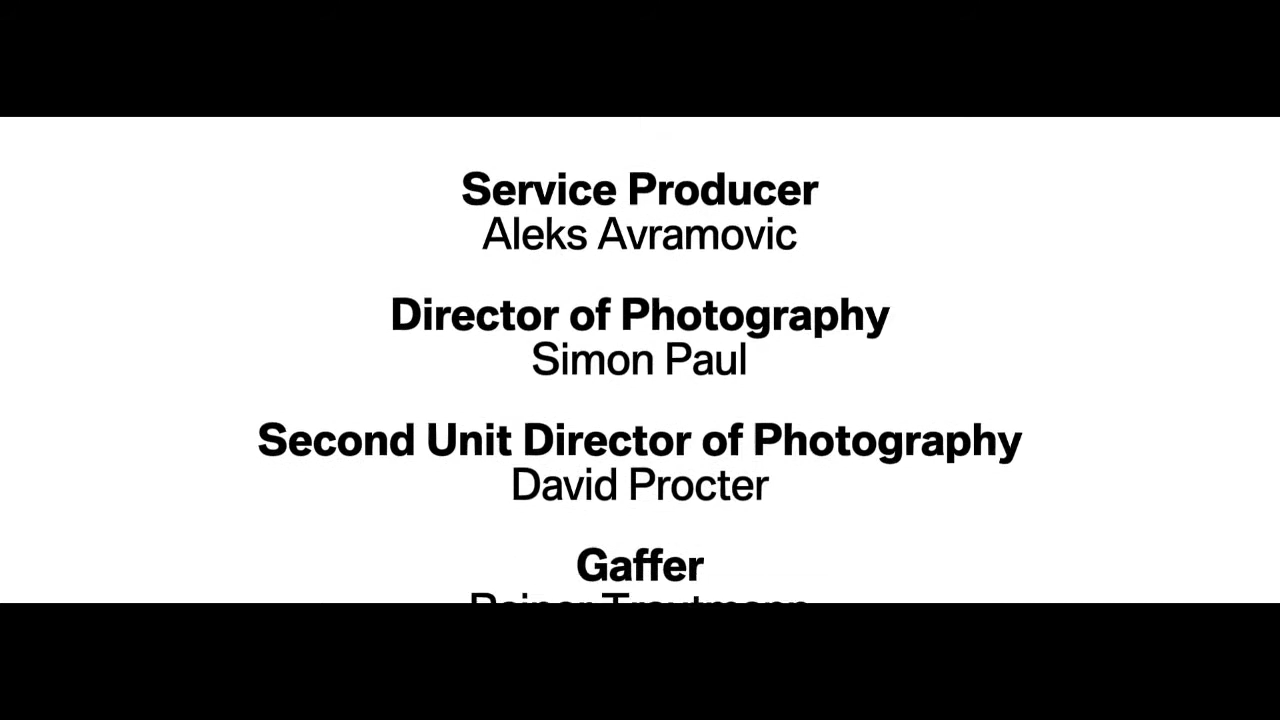 Service Producer
Aleks Avramovic
Director of Photography
Simon Paul
Second Unit Director of Photography
David Procter
Gaffer